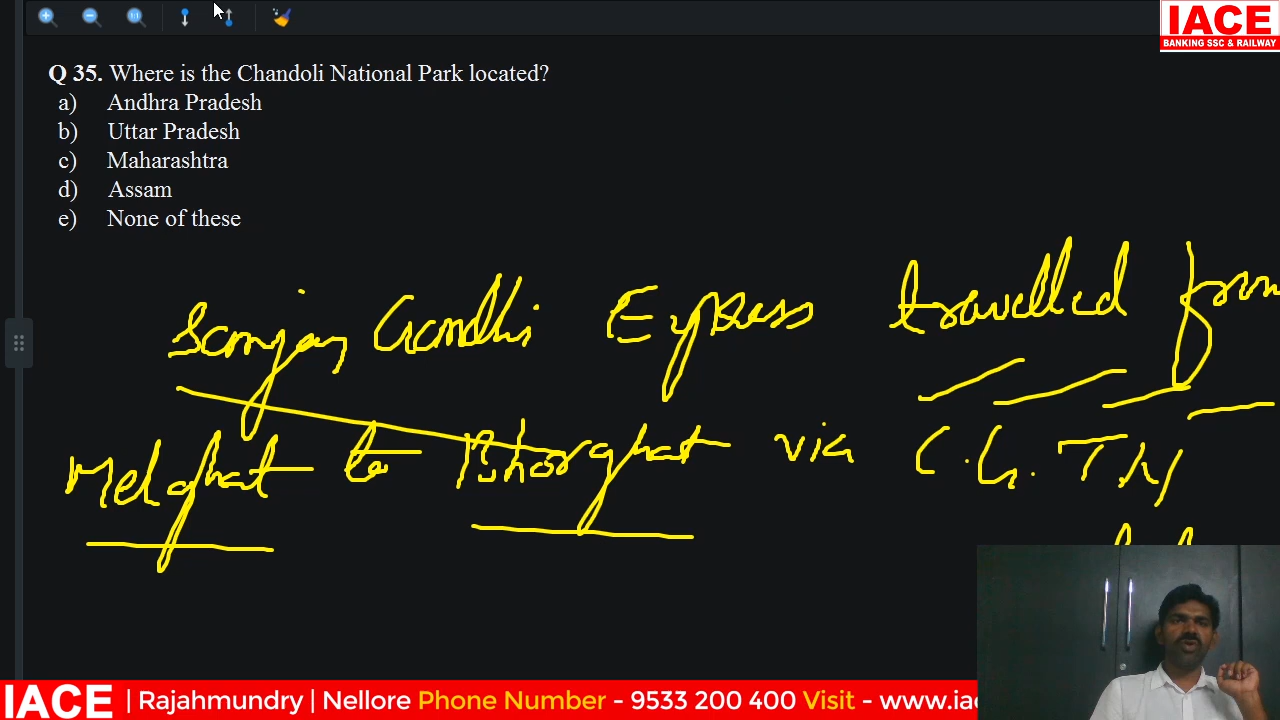 IACE
BANKING SSC & RAILWAY
Q 35. Where is the Chandoli National Park located?
a) Andhra Pradesh
b) Uttar Pradesh
c) Maharashtra
d) Assam
e) None of these
Sanjay Gandhi Express travelled from
Melghat to Bhorghat via C.G. T N
IACE | Rajahmundry | Nellore Phone Number - 9533 200 400 Visit - www.iac